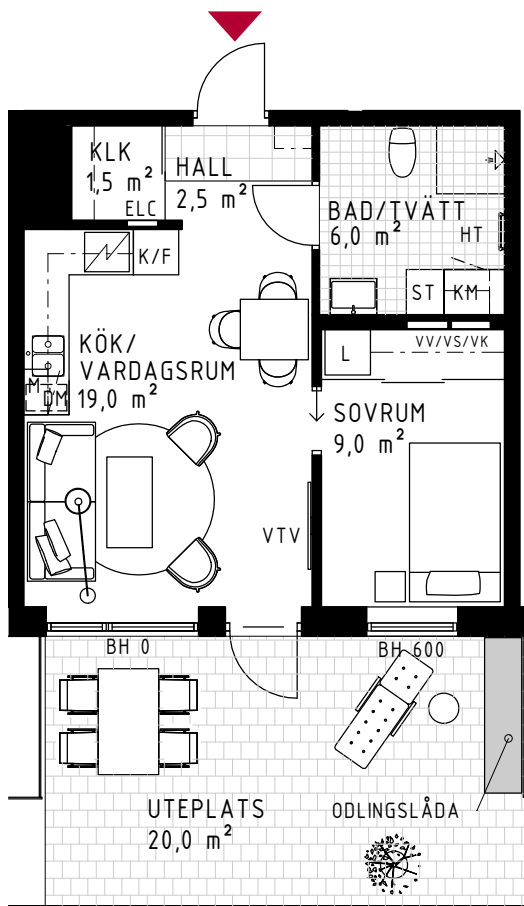 KLK
1,5 m²
ELC
HALL
2,5 m²
BAD/TVÄTT
6,0 m²
HT
K/F
ST
KM
VV/VS/VK
L
KÖK/
VARDAGSRUM
19,0 m²
M
DM
SOVRUM
9,0 m²
VTV
BH 0
BH 600
UTEPLATS
20,0 m²
ODLINGSLÅDA